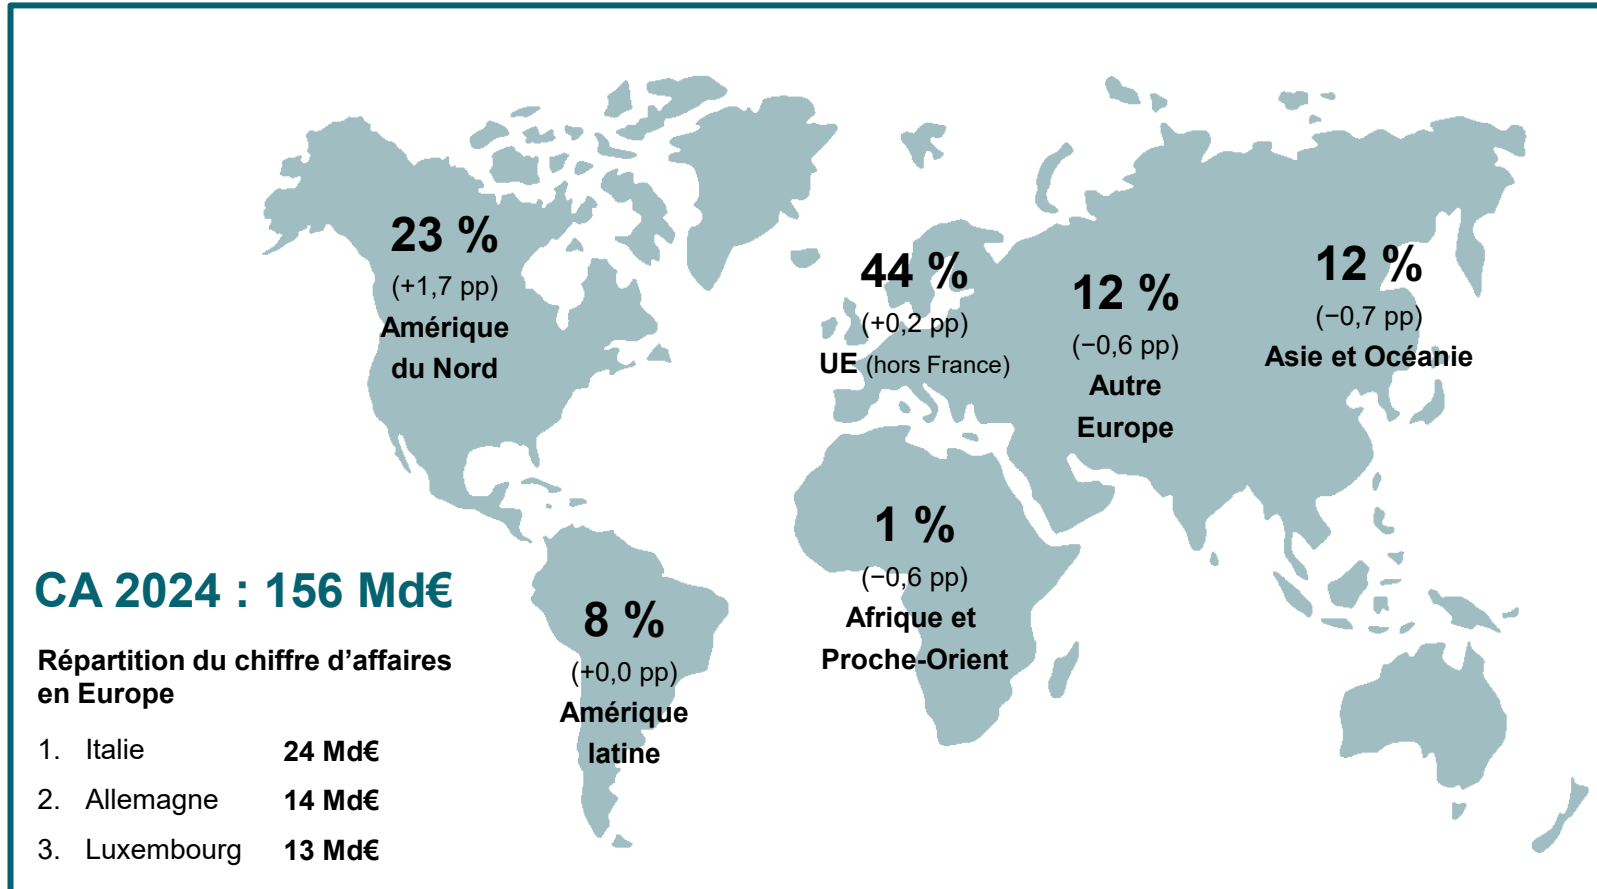 23 %
(+1,7 pp)
Amérique
du Nord
44 %
(+0,2 pp)
UE (hors France)
12 %
(−0,6 pp)
Autre
Europe
12 %
(−0,7 pp)
Asie et Océanie
1 %
(−0,6 pp)
Afrique et
Proche-Orient
8 %
(+0,0 pp)
Amérique
latine
CA 2024 : 156 Md€
Répartition du chiffre d’affaires
en Europe
1. Italie 24 Md€
2. Allemagne 14 Md€
3. Luxembourg 13 Md€